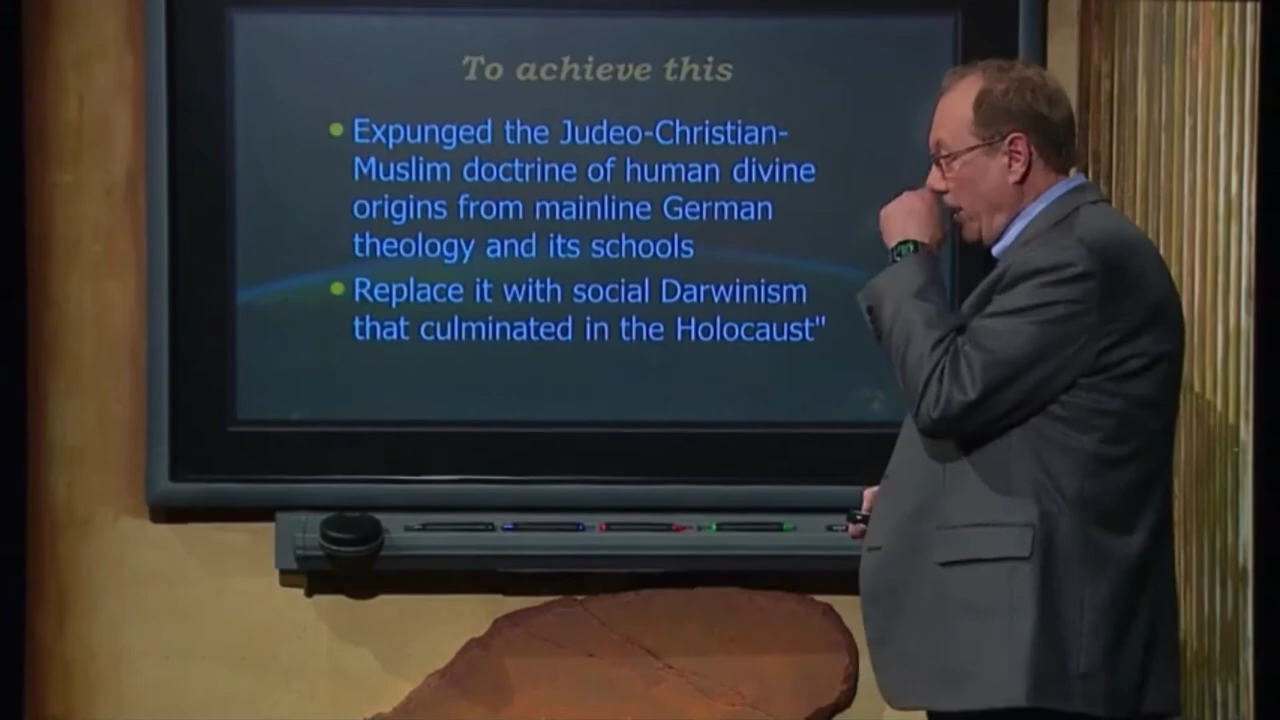 To achieve this
Expunged the Judeo-Christian-
Muslim doctrine of human divine
origins from mainline German
theology and its schools
Replace it with social Darwinism
that culminated in the Holocaust"